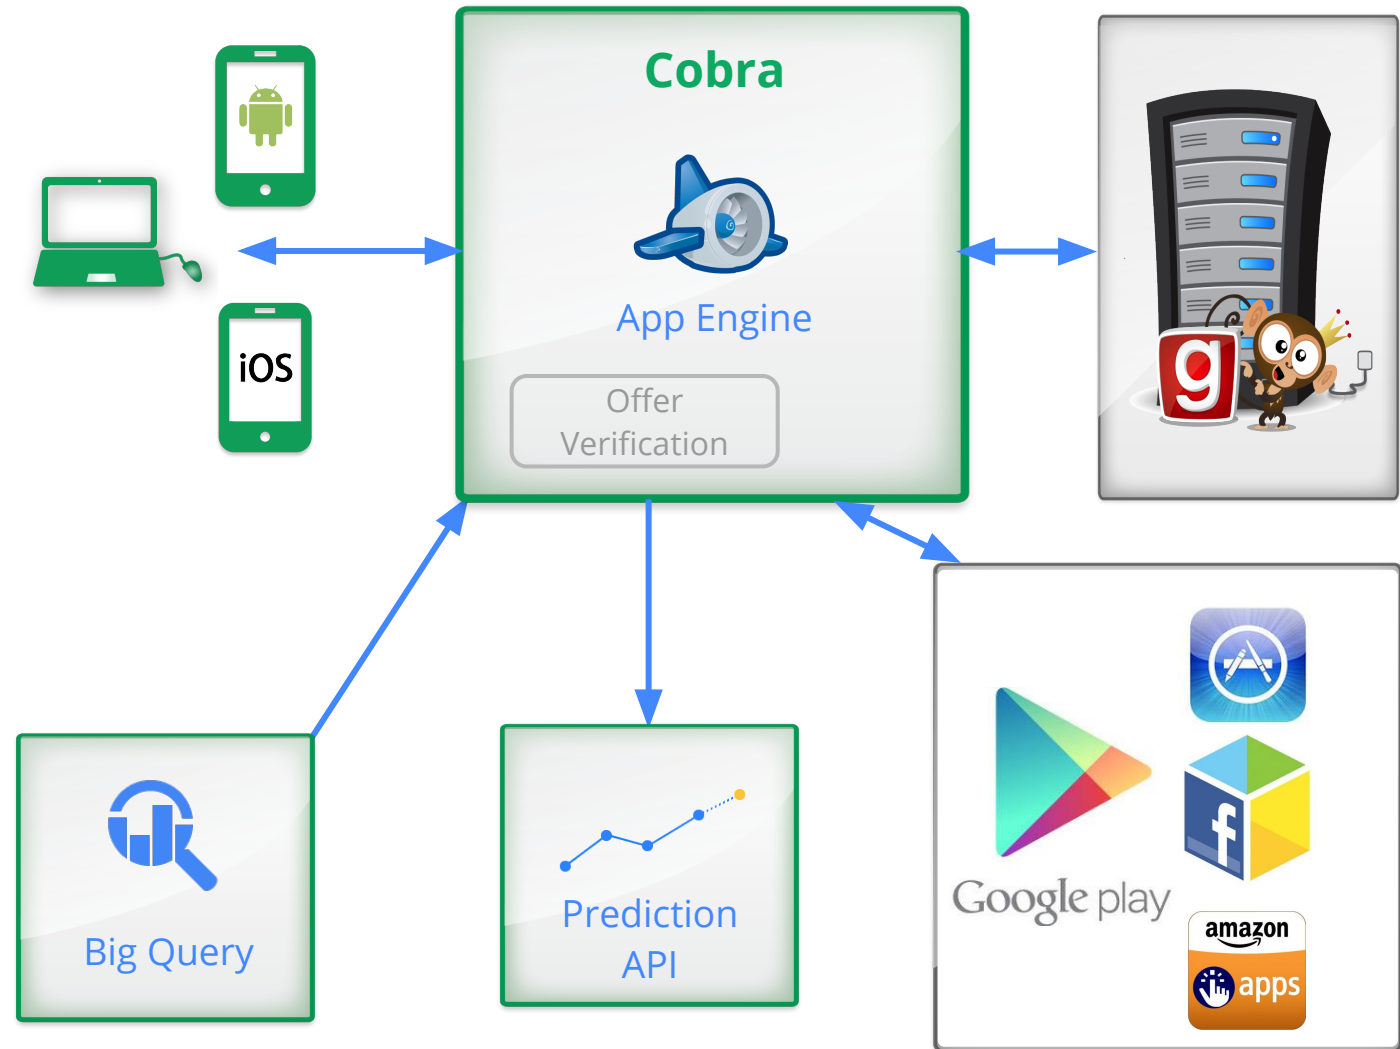 Cobra
App Engine
Offer
Verification
iOS
g
Big Query
Prediction
API
Google play
f
amazon
apps